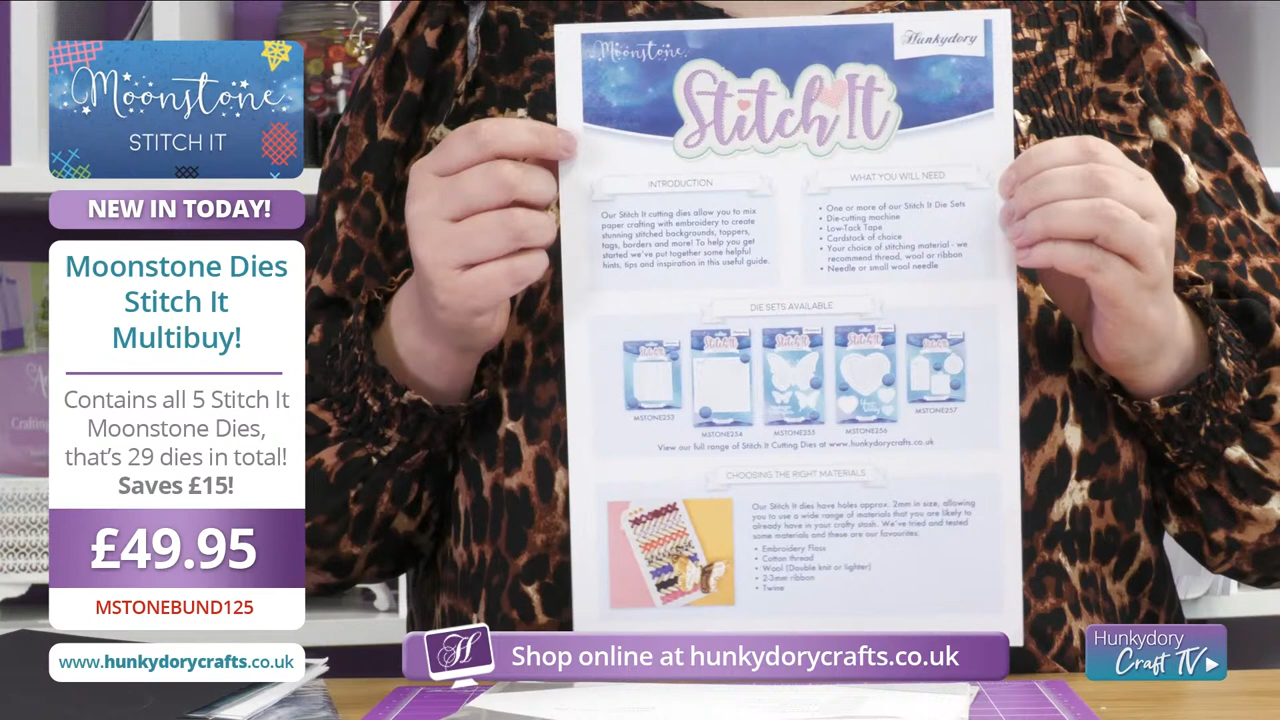 Moonstone
STITCH IT
NEW IN TODAY!
Moonstone Dies
Stitch It
Multibuy!
Contains all 5 Stitch It
Moonstone Dies,
that's 29 dies in total!
Saves £15!
£49.95
MSTONEBUND125
www.hunkydorycrafts.co.uk
Moonstone
Hunkydory
Stitch It
INTRODUCTION
Our Stitch It cutting dies allow you to mix
paper crafting with embroidery to create
stunning stitched backgrounds, toppers,
tags, borders and more! To help you get
started we've put together some helpful
hints, tips and inspiration in this useful guide.
WHAT YOU WILL NEED
• One or more of our Stitch It Die Sets
• Die-cutting machine
• Low-Tack Tape
• Cardstock of choice
• Your choice of stitching material - we
recommend thread, wool or ribbon
• Needle or small wool needle
DIE SETS AVAILABLE
MSTONE253
MSTONE254
MSTONE255
MSTONE256
MSTONE257
View our full range of Stitch It Cutting Dies at www.hunkydorycrafts.co.uk
CHOOSING THE RIGHT MATERIALS
Our Stitch It dies have holes approx. 2mm in size, allowing
you to use a wide range of materials that you are likely to
already have in your crafty stash. We've tried and tested
some materials and these are our favourites:
• Embroidery Floss
• Cotton thread
• Wool (Double knit or lighter)
• 2-3mm ribbon
• Twine
Shop online at hunkydorycrafts.co.uk
Hunkydory
Craft TV